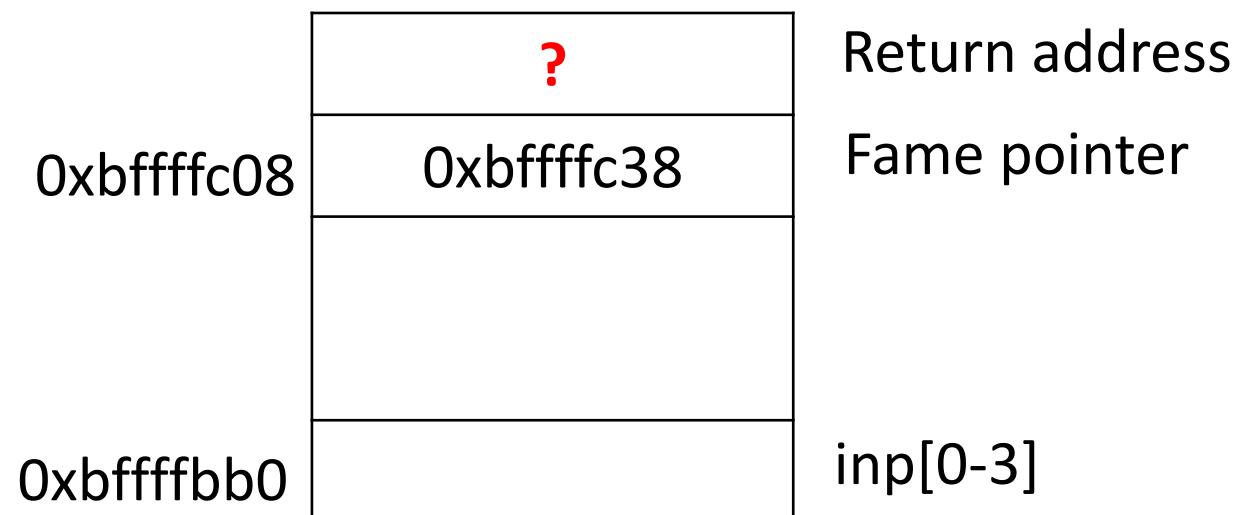 ? Return address
0xbffffc08 0xbffffc38 Fame pointer
0xbffffbb0 inp[0-3]